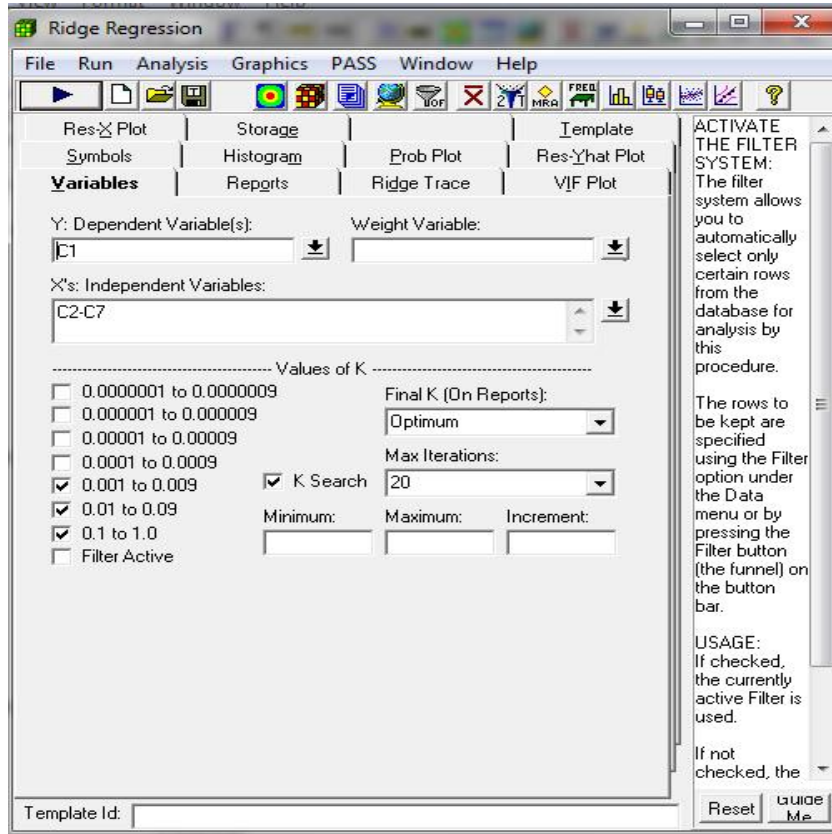 Ridge Regression
File Run Analysis Graphics PASS Window Help
TOF 2YT MRA FREQ ?
Res-X Plot Storage Template
Symbols Histogram Prob Plot Res-Yhat Plot
Variables Reports Ridge Trace VIF Plot
Y: Dependent Variable(s): Weight Variable:
C1
X's: Independent Variables:
C2-C7
Values of K
0.0000001 to 0.0000009
0.000001 to 0.000009
0.00001 to 0.00009
0.0001 to 0.0009
0.001 to 0.009
0.01 to 0.09
0.1 to 1.0
Filter Active
K Search
Final K (On Reports):
Optimum
Max Iterations:
20
Minimum: Maximum: Increment:
Template Id:
ACTIVATE
THE FILTER
SYSTEM:
The filter
system allows
you to
automatically
select only
certain rows
from the
database for
analysis by
this
procedure.
The rows to
be kept are
specified
using the Filter
option under
the Data
menu or by
pressing the
Filter button
(the funnel) on
the button
bar.
USAGE:
If checked,
the currently
active Filter is
used.
If not
checked, the
Reset Guide
Me